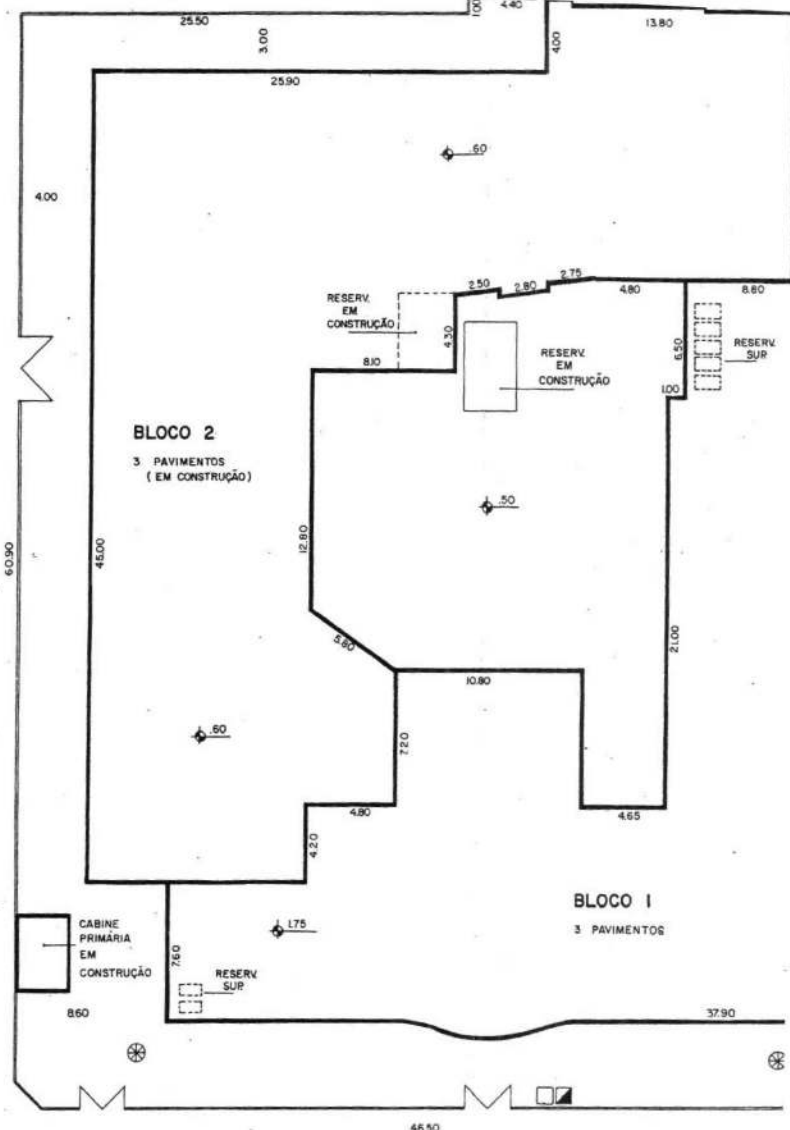 1.00
4.40
25.50
3.00
4.00
13.80
25.90
.60
4.00
2.50
2.80
2.75
4.80
8.60
RESERV.
EM
CONSTRUÇÃO
4.30
RESERV.
EM
CONSTRUÇÃO
6.50
RESERV.
SUP.
8.10
1.00
BLOCO 2
3 PAVIMENTOS
(EM CONSTRUÇÃO)
.50
60.90
45.00
12.80
21.00
5.80
10.80
.60
7.20
4.80
4.65
4.20
BLOCO 1
3 PAVIMENTOS
CABINE
PRIMÁRIA
EM
CONSTRUÇÃO
1.75
7.60
RESERV.
SUP.
8.60
37.90
46.50